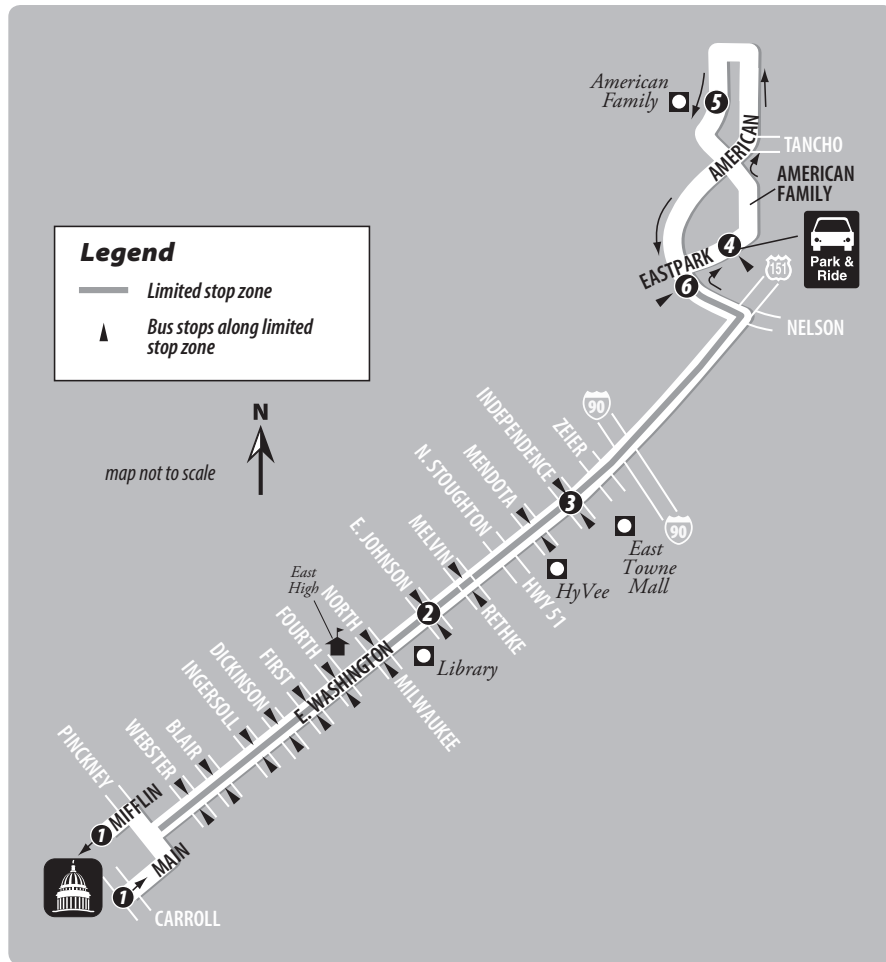 American
Family
5
AMERICAN
TANCHO
AMERICAN
FAMILY
4
Park &
Ride
EASTPARK
6
151
NELSON
Legend
Limited stop zone
Bus stops along limited
stop zone
N
map not to scale
90
ZEIER
INDEPENDENCE
MENDOTA
N. STOUGHTON
3
90
East
Towne
Mall
HyVee
HWY 51
MELVIN
RETHKE
E. JOHNSON
2
Library
East
High
NORTH
FOURTH
FIRST
DICKINSON
INGERSOLL
E. WASHINGTON
MILWAUKEE
BLAIR
WEBSTER
PINCKNEY
MIFFLIN
1
MAIN
1
CARROLL